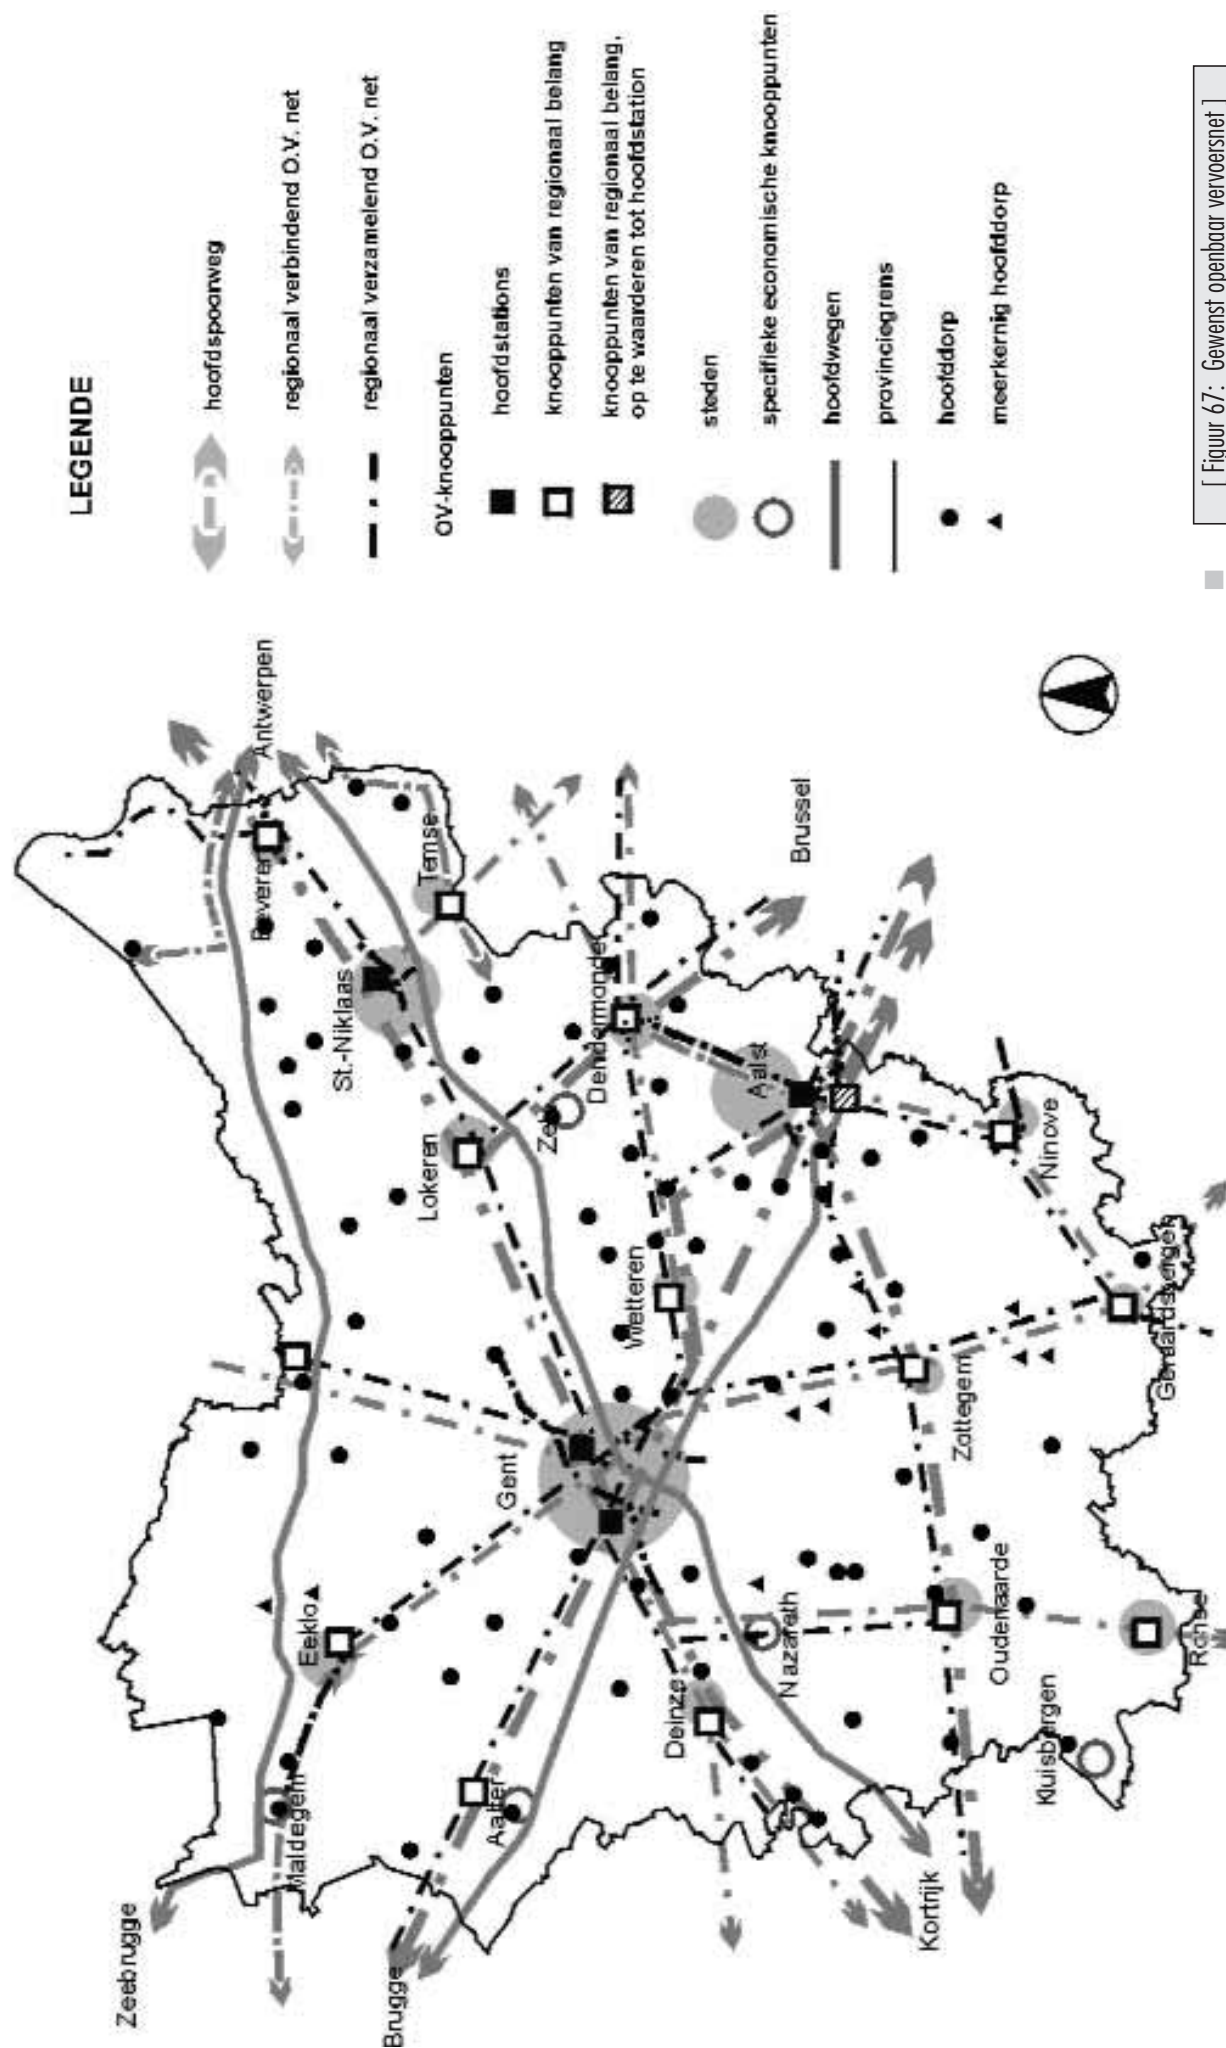 LEGENDE
hoofdspoorweg
regionaal verbindend O.V. net
regionaal verzamelend O.V. net
OV-knooppunten
hoofdstations
knooppunten van regionaal belang
knooppunten van regionaal belang,
op te waarderen tot hoofdstation
steden
specifieke economische knooppunten
hoofdwegen
provinciegrens
hoofddorp
meerkernig hoofddorp
Zeebrugge
Maldegem
Eeklo
Brugge
Aalter
Gent
Lokeren
St.-Niklaas
Beveren
Antwerpen
Temse
Zele
Dendermonde
Wetteren
Aalst
Brussel
Deinze
Nazareth
Kortrijk
Oudenaarde
Zottegem
Ninove
Geraardsbergen
Kluisbergen
Ronse
[ Figuur 67: Gewenst openbaar vervoersnet ]